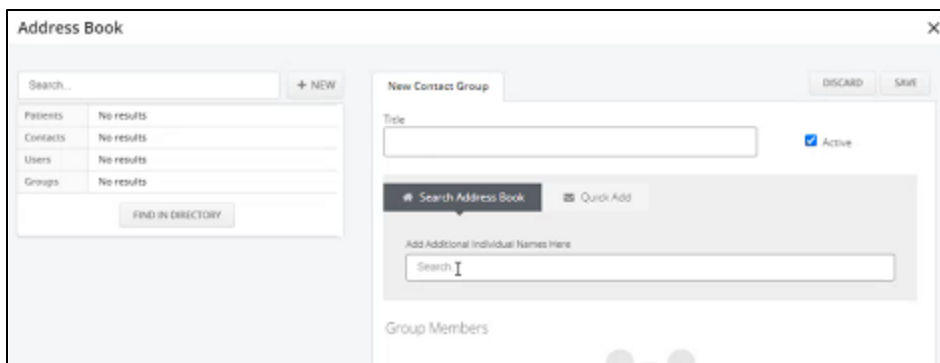 Address Book
Search...
+ NEW
Patients No results
Contacts No results
Users No results
Groups No results
FIND IN DIRECTORY
New Contact Group
DISCARD
SAVE
Title
Active
Search Address Book
Quick Add
Add Additional Individual Names Here
Search
Group Members